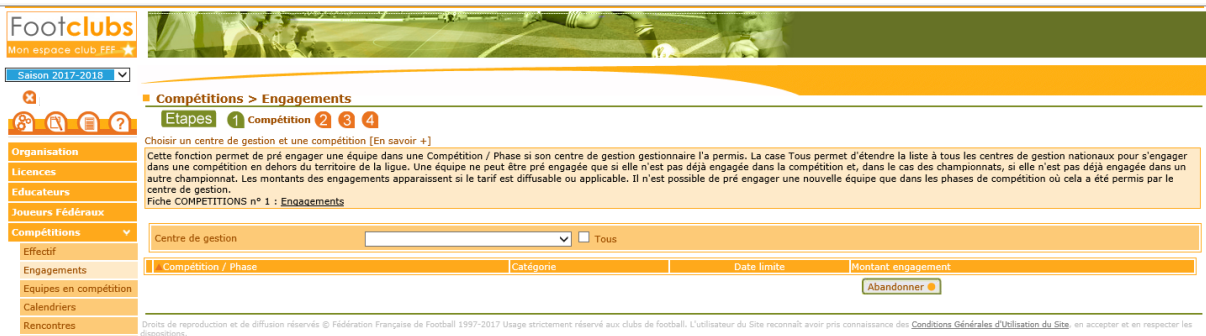 Footclubs
Mon espace club FFF
Saison 2017-2018
Compétitions > Engagements
Etapes 1 Compétition 2 3 4
Choisir un centre de gestion et une compétition [En savoir +]
Cette fonction permet de pré engager une équipe dans une Compétition / Phase si son centre de gestion gestionnaire l'a permis. La case Tous permet d'étendre la liste à tous les centres de gestion nationaux pour s'engager
dans une compétition en dehors du territoire de la ligue. Une équipe ne peut être pré engagée que si elle n'est pas déjà engagée dans la compétition et, dans le cas des championnats, si elle n'est pas déjà engagée dans un
autre championnat. Les montants des engagements apparaissent si le tarif est diffusable ou applicable. Il n'est possible de pré engager une nouvelle équipe que dans les phases de compétition où cela a été permis par le
centre de gestion.
Fiche COMPETITIONS n° 1 : Engagements
Organisation
Licences
Educateurs
Joueurs Fédéraux
Compétitions
Effectif
Engagements
Equipes en compétition
Calendriers
Rencontres
Centre de gestion Tous
Compétition / Phase Catégorie Date limite Montant engagement
Abandonner
Droits de reproduction et de diffusion réservés © Fédération Française de Football 1997-2017 Usage strictement réservé aux clubs de football. L'utilisateur du Site reconnaît avoir pris connaissance des Conditions Générales d'Utilisation du Site, en accepter et en respecter les
dispositions.